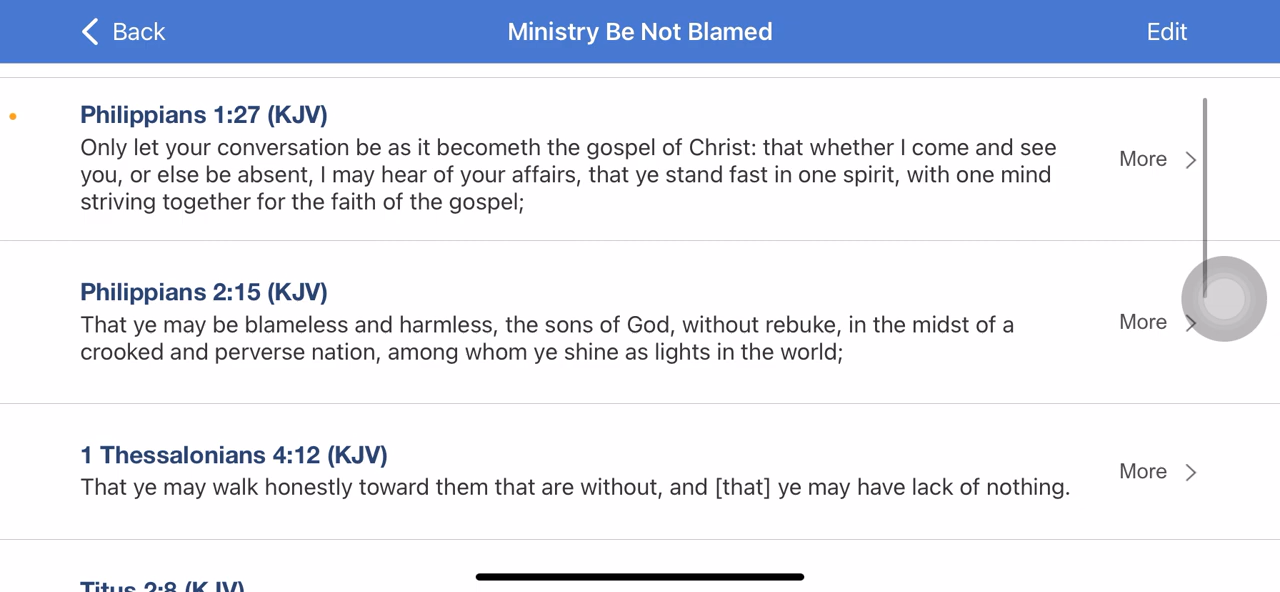 Back
Ministry Be Not Blamed
Edit
Philippians 1:27 (KJV)
Only let your conversation be as it becometh the gospel of Christ: that whether I come and see
you, or else be absent, I may hear of your affairs, that ye stand fast in one spirit, with one mind
striving together for the faith of the gospel;
More
Philippians 2:15 (KJV)
That ye may be blameless and harmless, the sons of God, without rebuke, in the midst of a
crooked and perverse nation, among whom ye shine as lights in the world;
More
1 Thessalonians 4:12 (KJV)
That ye may walk honestly toward them that are without, and [that] ye may have lack of nothing.
More
Titus 2:8 (KJV)